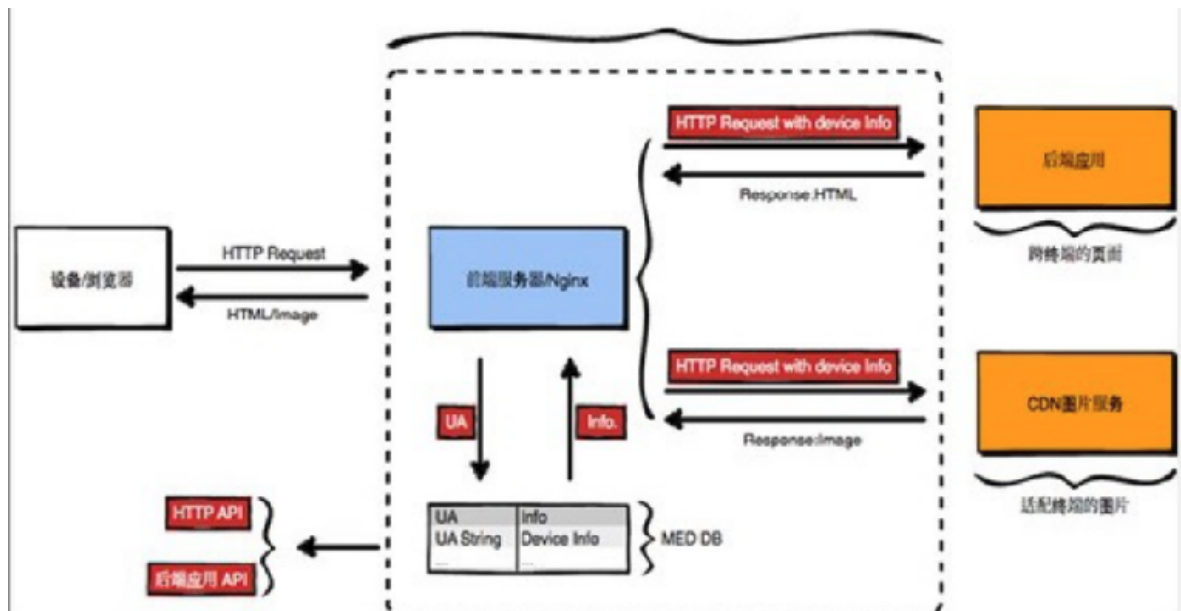 HTTP Request with device Info
后端应用
Response:HTML
跨终端的页面
HTTP Request
设备/浏览器
前端服务器/Nginx
HTML/Image
HTTP Request with device Info
CDN图片服务
UA
Info.
Response:Image
适配终端的图片
HTTP API
UA Info
UA String Device Info
.... ....
MED DB
后端应用 API